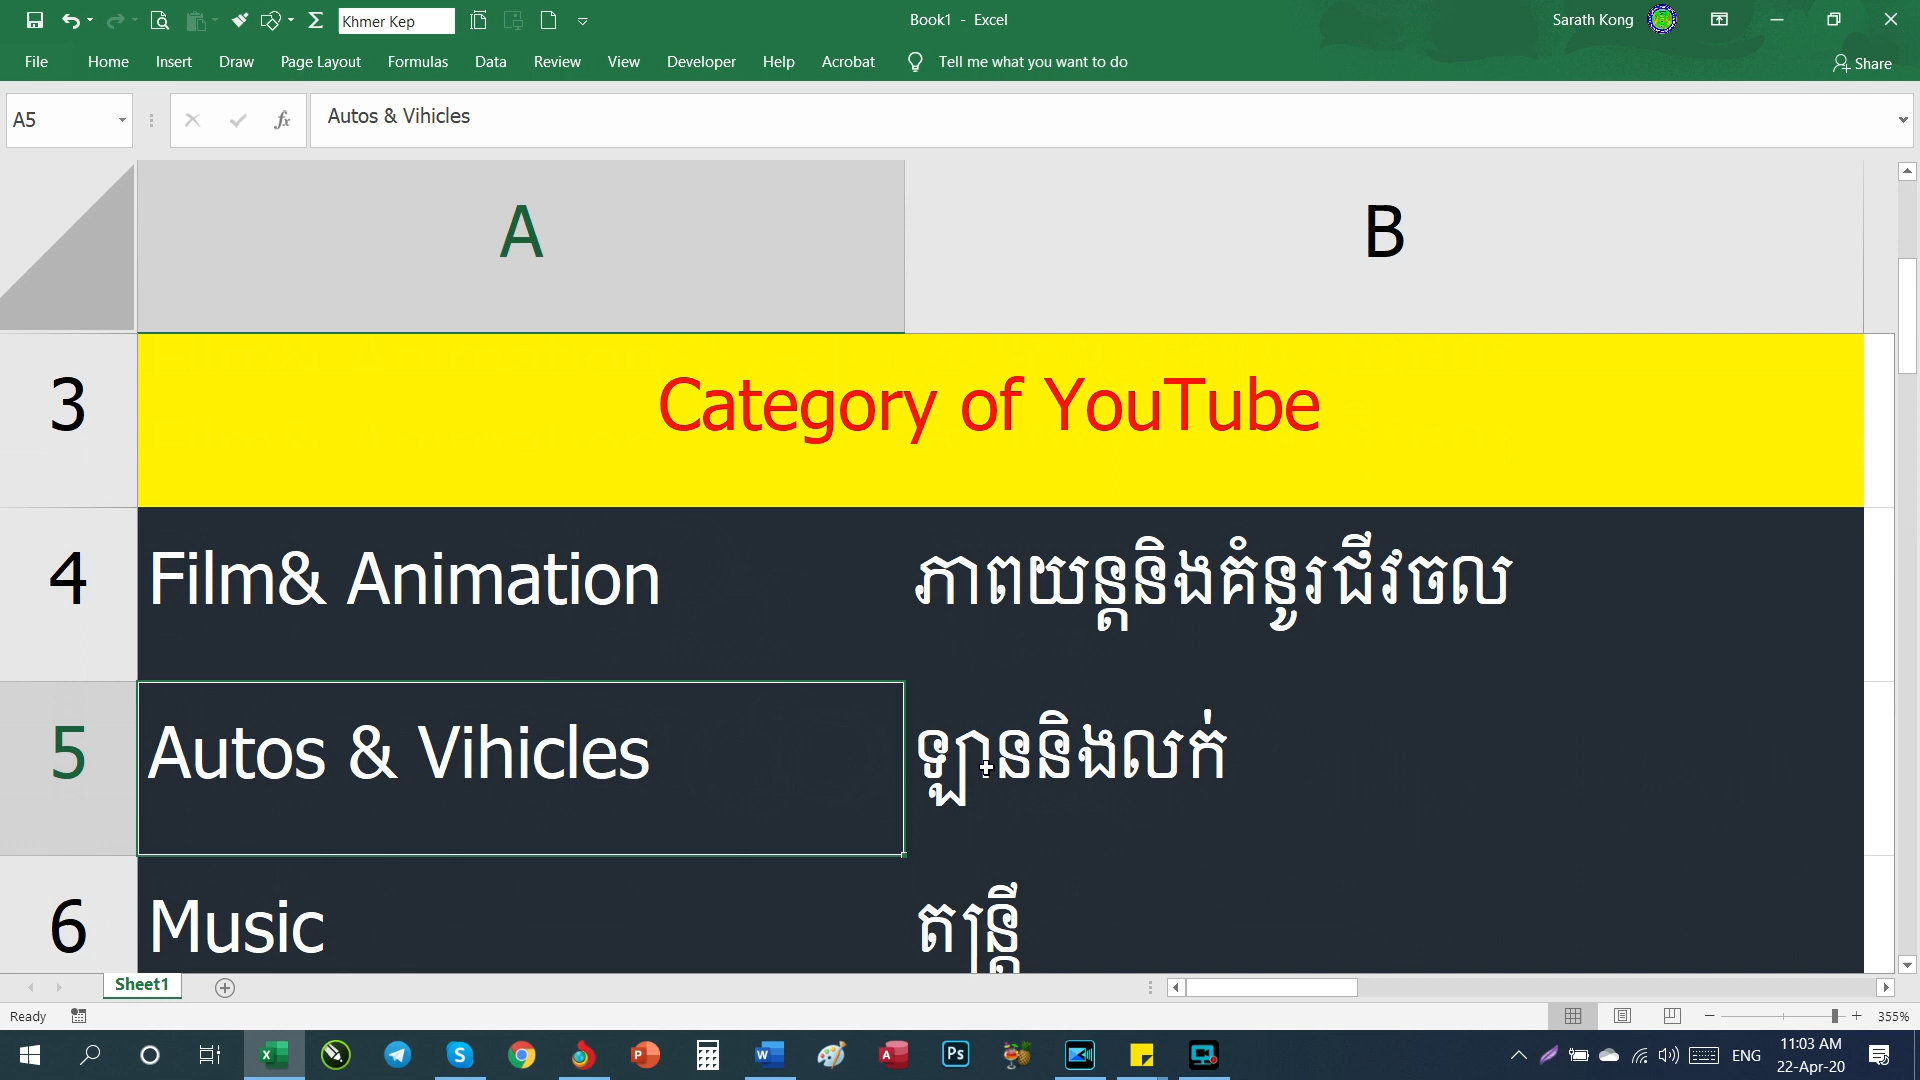 Khmer Kep
Book1 - Excel
Sarath Kong
File Home Insert Draw Page Layout Formulas Data Review View Developer Help Acrobat Tell me what you want to do Share
A5 fx Autos & Vihicles
A B
3 Category of YouTube
4 Film& Animation ភាពយន្តនិងគំនូរជីវចល
5 Autos & Vihicles ឡាននិងលក់
6 Music តន្ត្រី
Sheet1
Ready 355%
ENG 11:03 AM
22-Apr-20